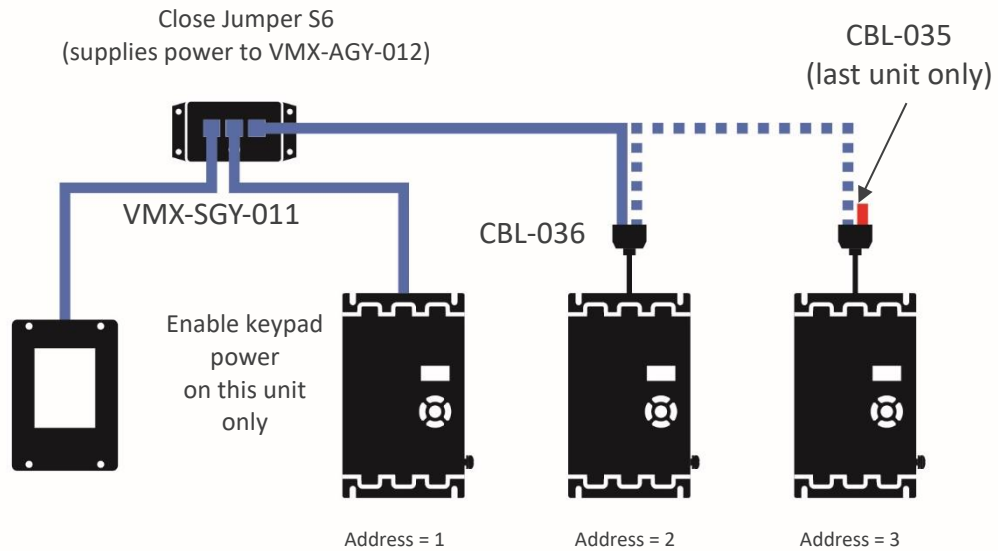 Close Jumper S6
(supplies power to VMX-AGY-012)
CBL-035
(last unit only)
VMX-SGY-011
CBL-036
Enable keypad
power
on this unit
only
Address = 1
Address = 2
Address = 3